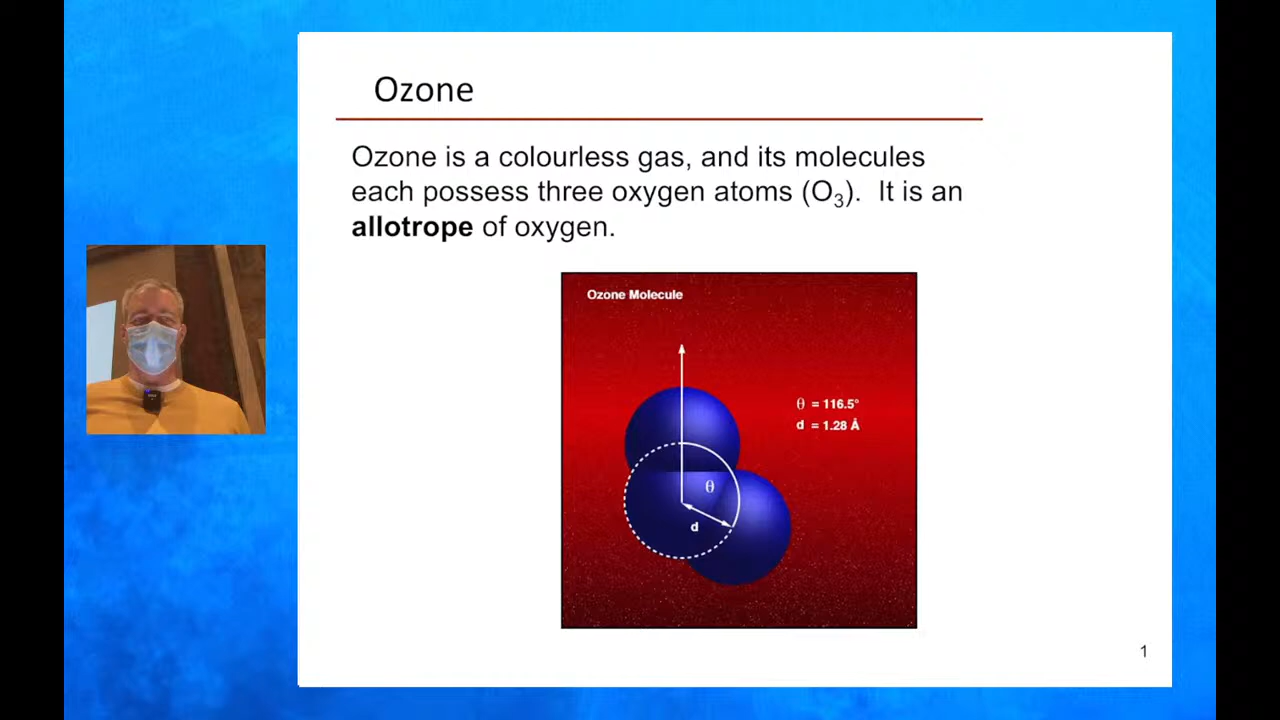 Ozone
Ozone is a colourless gas, and its molecules
each possess three oxygen atoms (O₃).  It is an
allotrope of oxygen.
Ozone Molecule
θ = 116.5°
d = 1.28 Å
θ
d
1